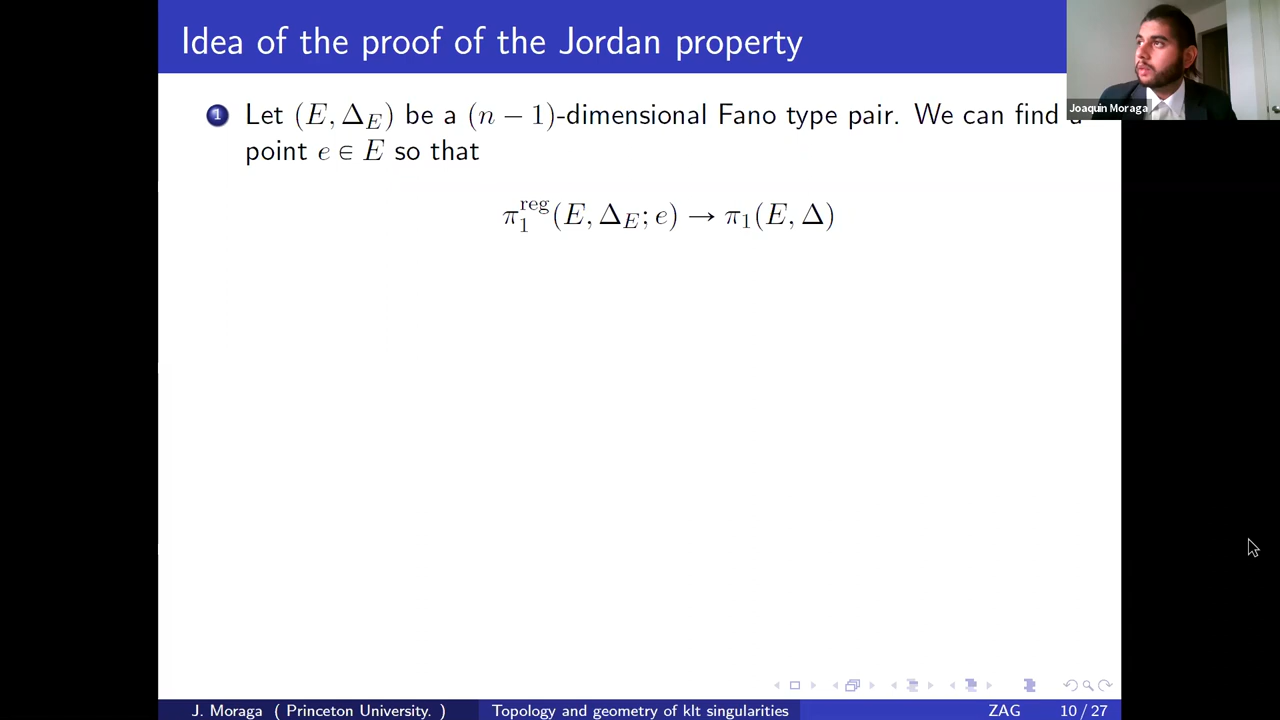 Idea of the proof of the Jordan property
Joaquín Moraga
1 Let (E, Δ_E) be a (n − 1)-dimensional Fano type pair. We can find a
point e ∈ E so that
π_1^reg(E, Δ_E; e) → π_1(E, Δ)
J. Moraga ( Princeton University. ) Topology and geometry of klt singularities ZAG 10 / 27